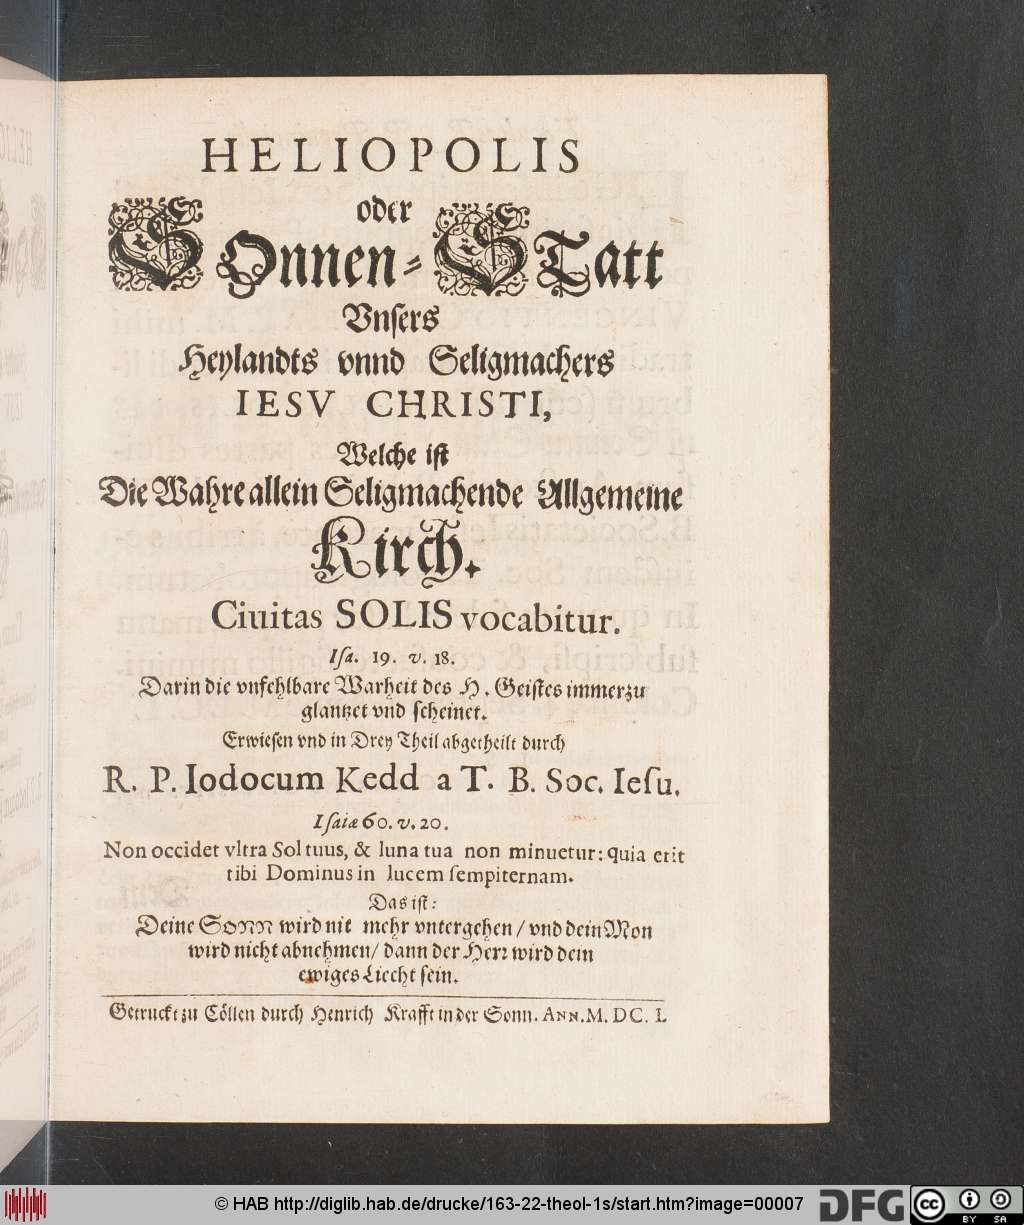 HELIOPOLIS
oder
SOnnen-STatt
Vnsers
Heylandts vnnd Seligmachers
IESV CHRISTI,
Welche ist
Die Wahre allein Seligmachende Allgemeine
Kirch.
Ciuitas SOLIS vocabitur.
Isa. 19. v. 18.
Darin die vnfehlbare Warheit des H. Geistes immerzu
glantzet vnd scheinet.
Erwiesen vnd in Drey Theil abgetheilt durch
R. P. Iodocum Kedd a T. B. Soc. Iesu.
Isaiæ 60. v. 20.
Non occidet vltra Sol tuus, & luna tua non minuetur: quia erit
tibi Dominus in lucem sempiternam.
Das ist:
Deine SONN wird nit mehr vntergehen / vnd dein Mon
wird nicht abnehmen / dann der Herr wird dein
ewiges Liecht sein.
Getruckt zu Cöllen durch Henrich Krafft in der Sonn. ANN. M. DC. L
© HAB http://diglib.hab.de/drucke/163-22-theol-1s/start.htm?image=00007
DFG
cc
BY SA